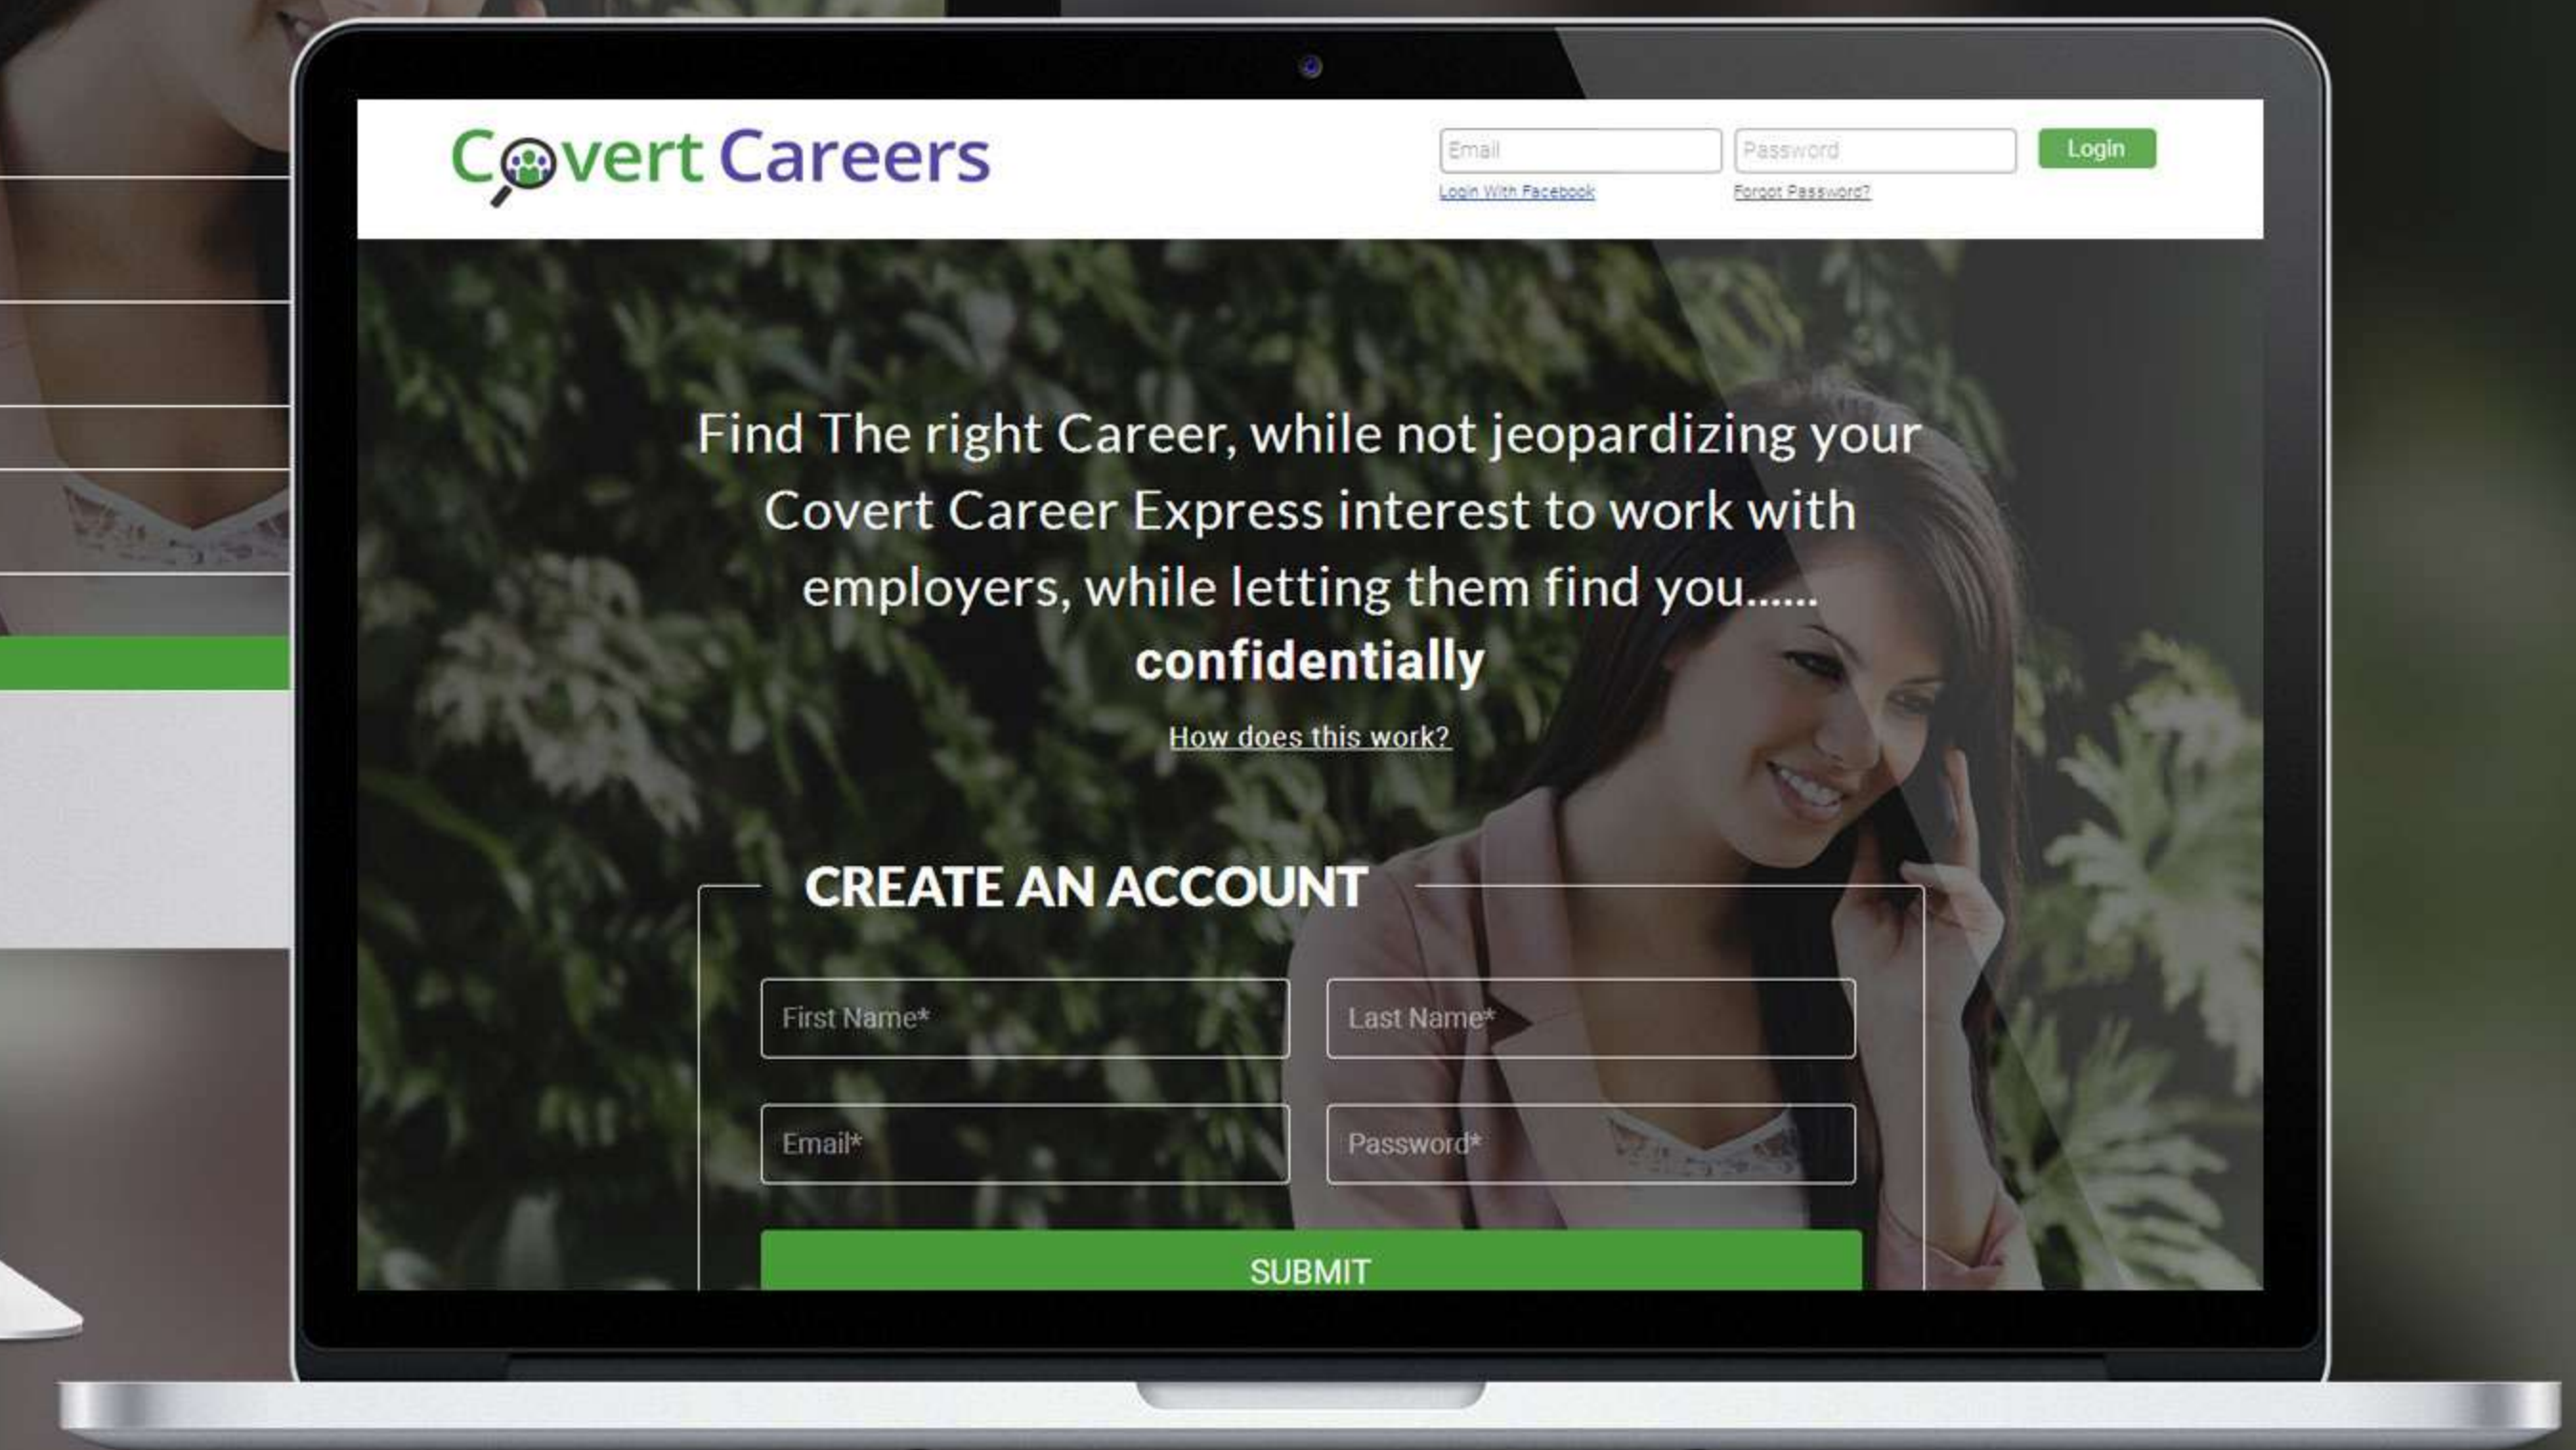 Covert Careers
Email
Password
Login
Login With Facebook
Forgot Password?
Find The right Career, while not jeopardizing your
Covert Career Express interest to work with
employers, while letting them find you......
confidentially
How does this work?
CREATE AN ACCOUNT
First Name*
Last Name*
Email*
Password*
SUBMIT